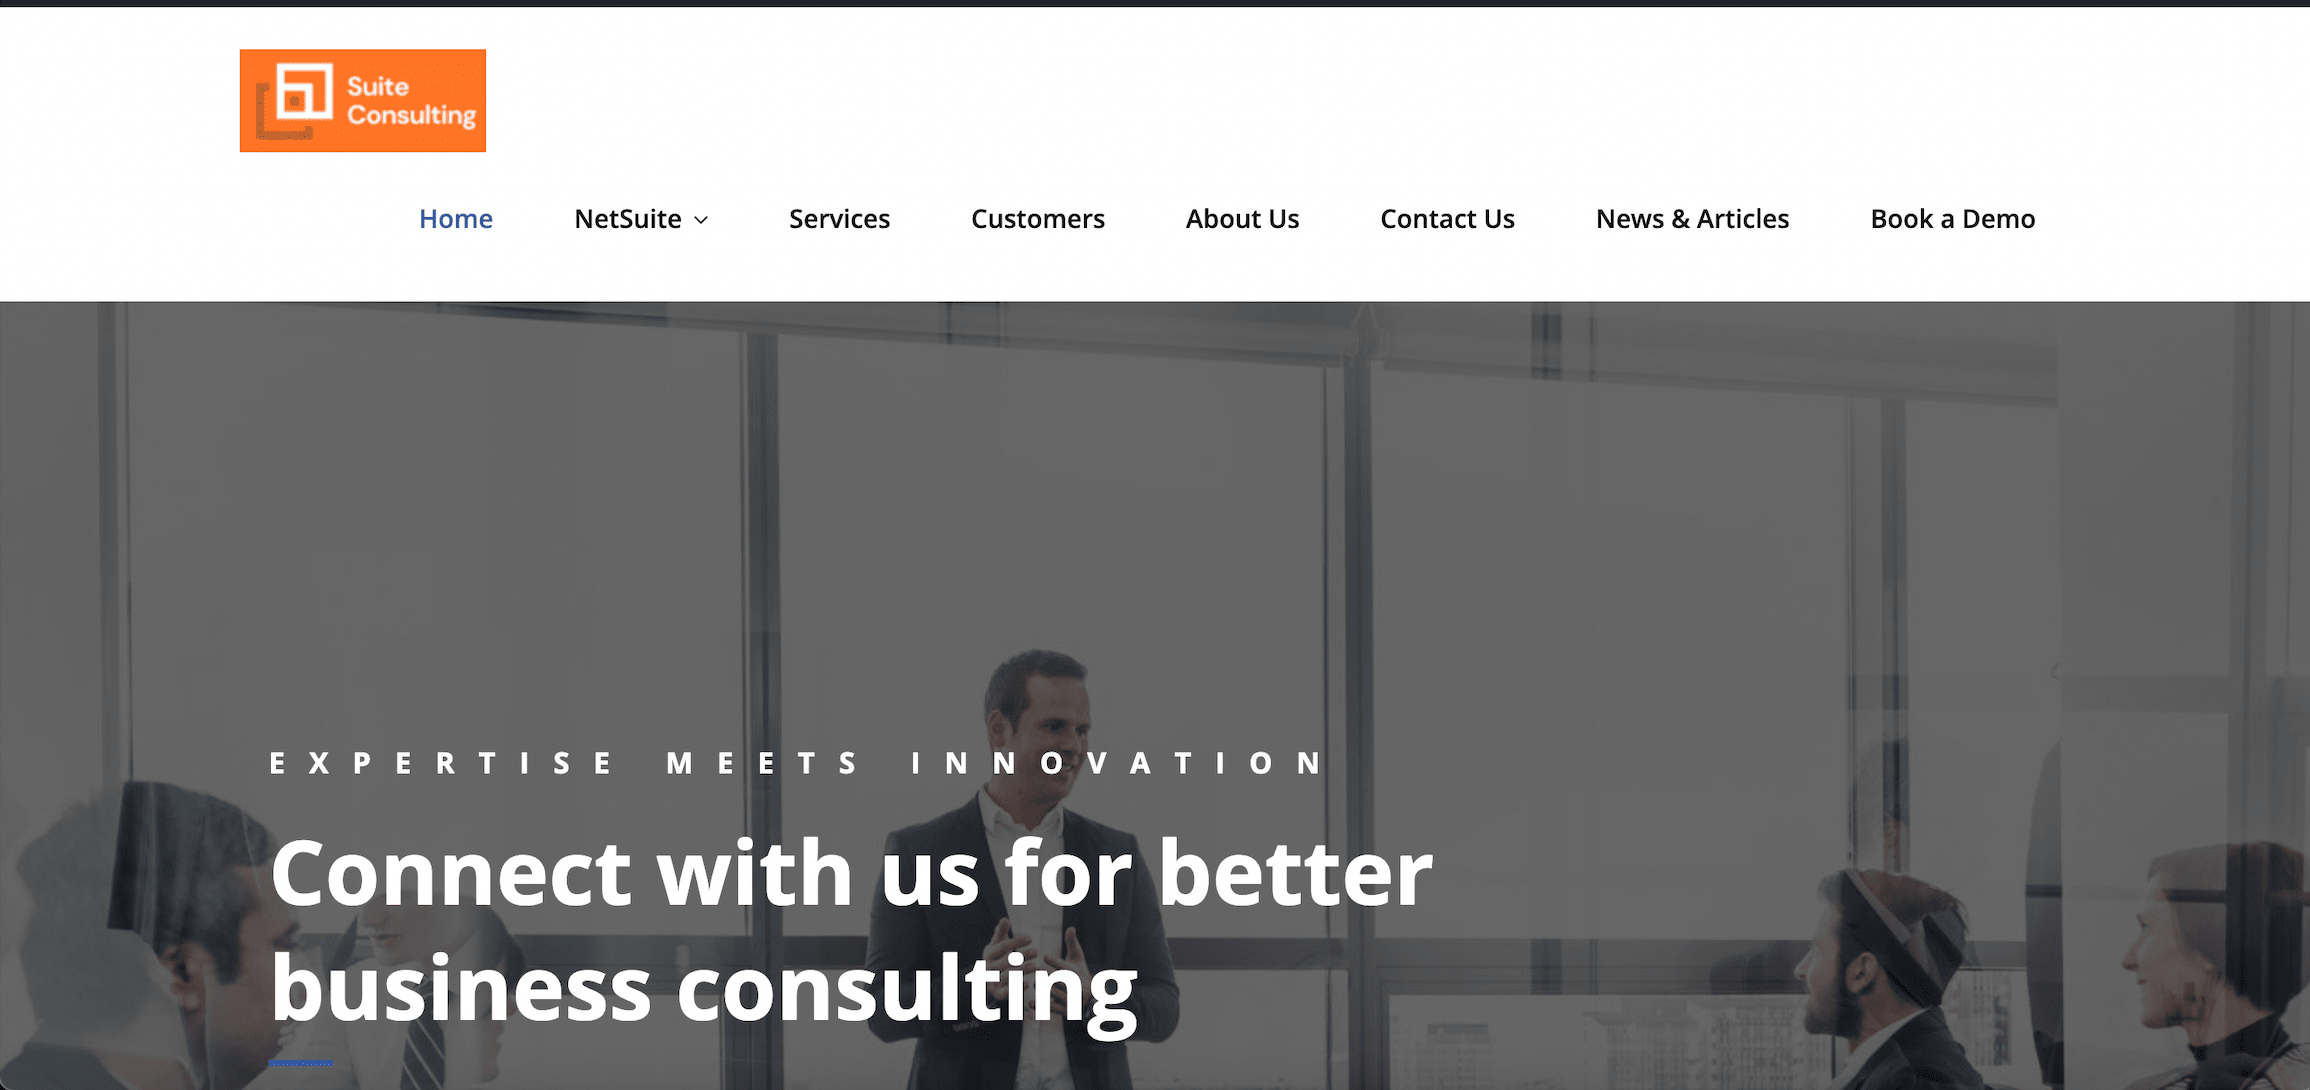 Suite
Consulting
Home NetSuite Services Customers About Us Contact Us News & Articles Book a Demo
EXPERTISE MEETS INNOVATION
Connect with us for better
business consulting